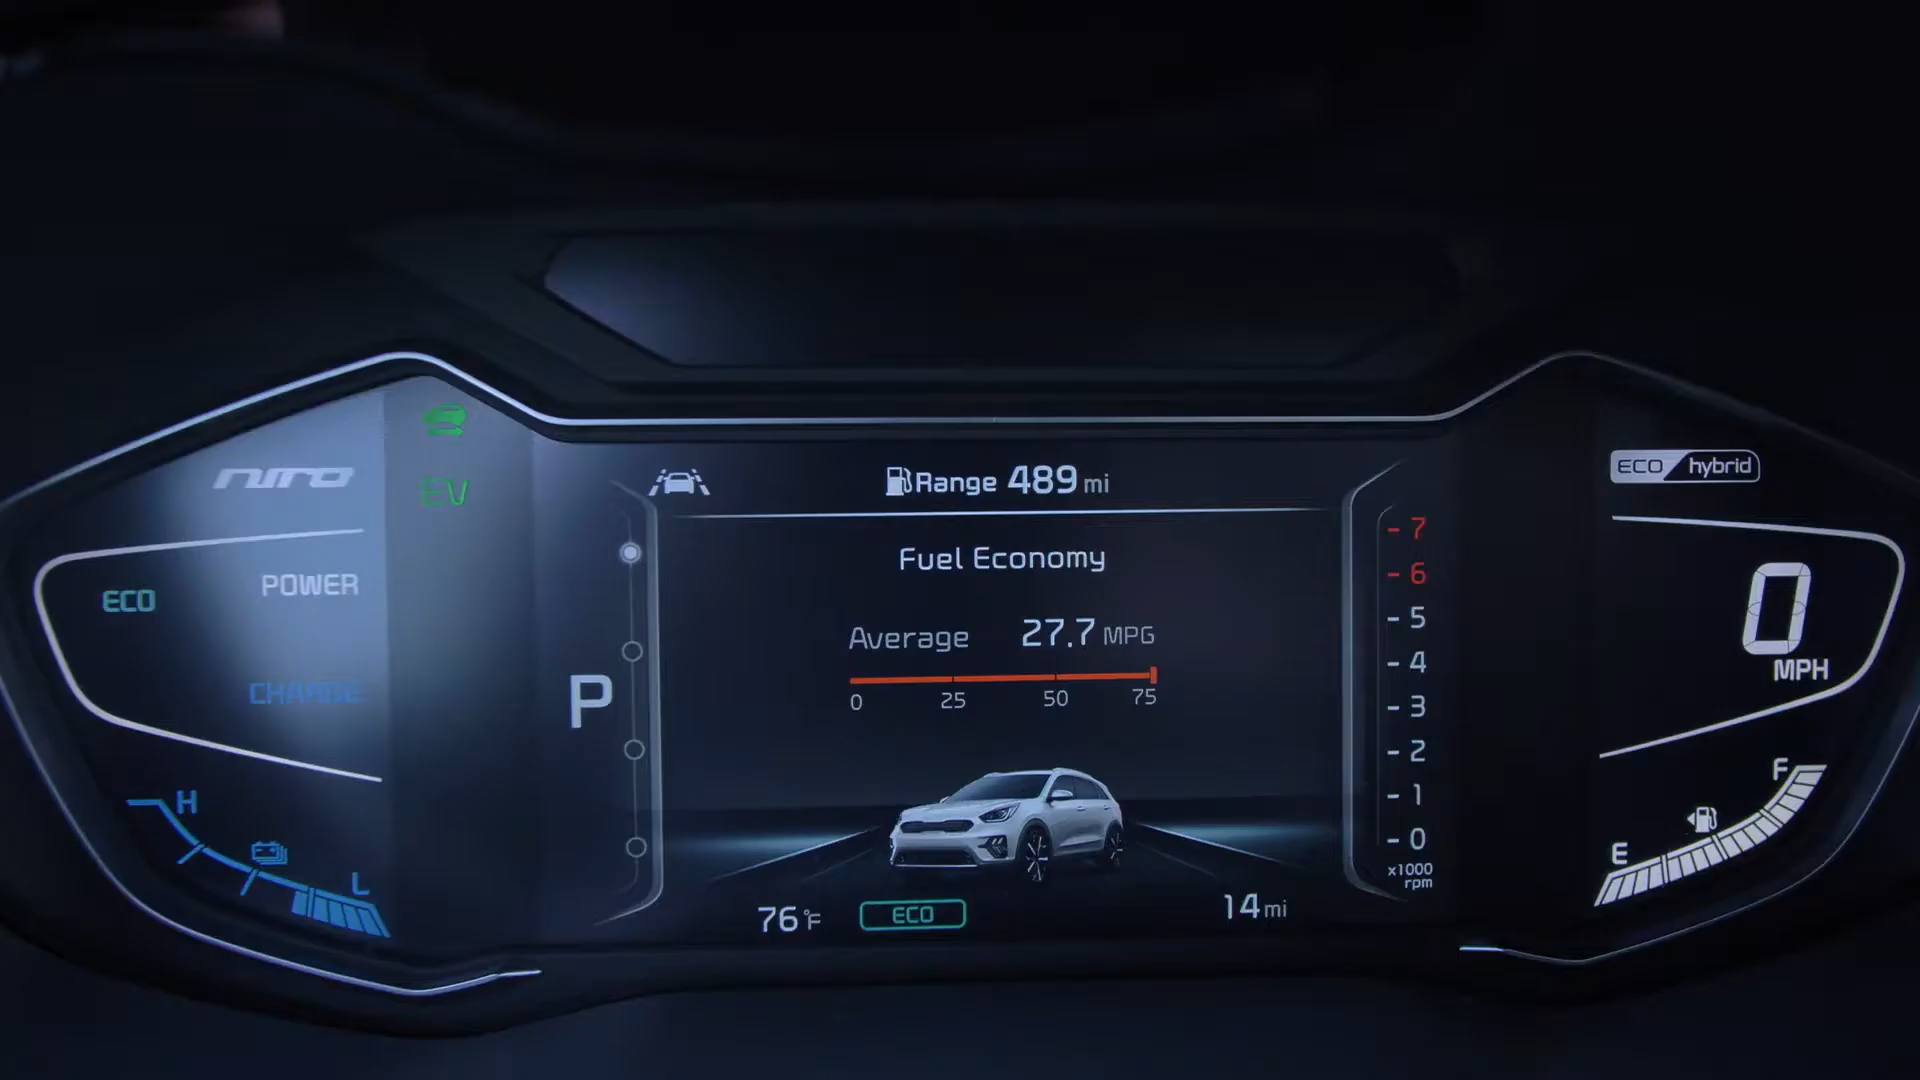 niro
EV
ECO
POWER
CHARGE
H
L
P
Range 489 mi
Fuel Economy
Average 27.7 MPG
0 25 50 75
76°F
ECO
14 mi
7
6
5
4
3
2
1
0
x1000
rpm
ECO hybrid
0
MPH
F
E